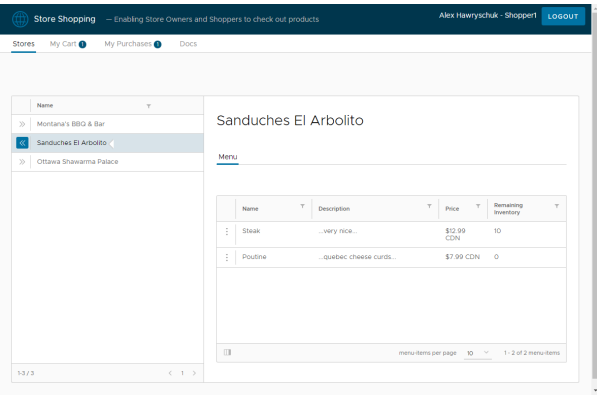 Store Shopping — Enabling Store Owners and Shoppers to check out products
Alex Hawryschuk - Shopper1 LOGOUT
Stores My Cart 1 My Purchases 1 Docs
Name
Montana's BBQ & Bar
Sanduches El Arbolito
Ottawa Shawarma Palace
1-3 / 3
1
Sanduches El Arbolito
Menu
Name Description Price Remaining
Inventory
Steak ...very nice... $12.99
CDN 10
Poutine ...quebec cheese curds... $7.99 CDN 0
menu-items per page 10 1 - 2 of 2 menu-items